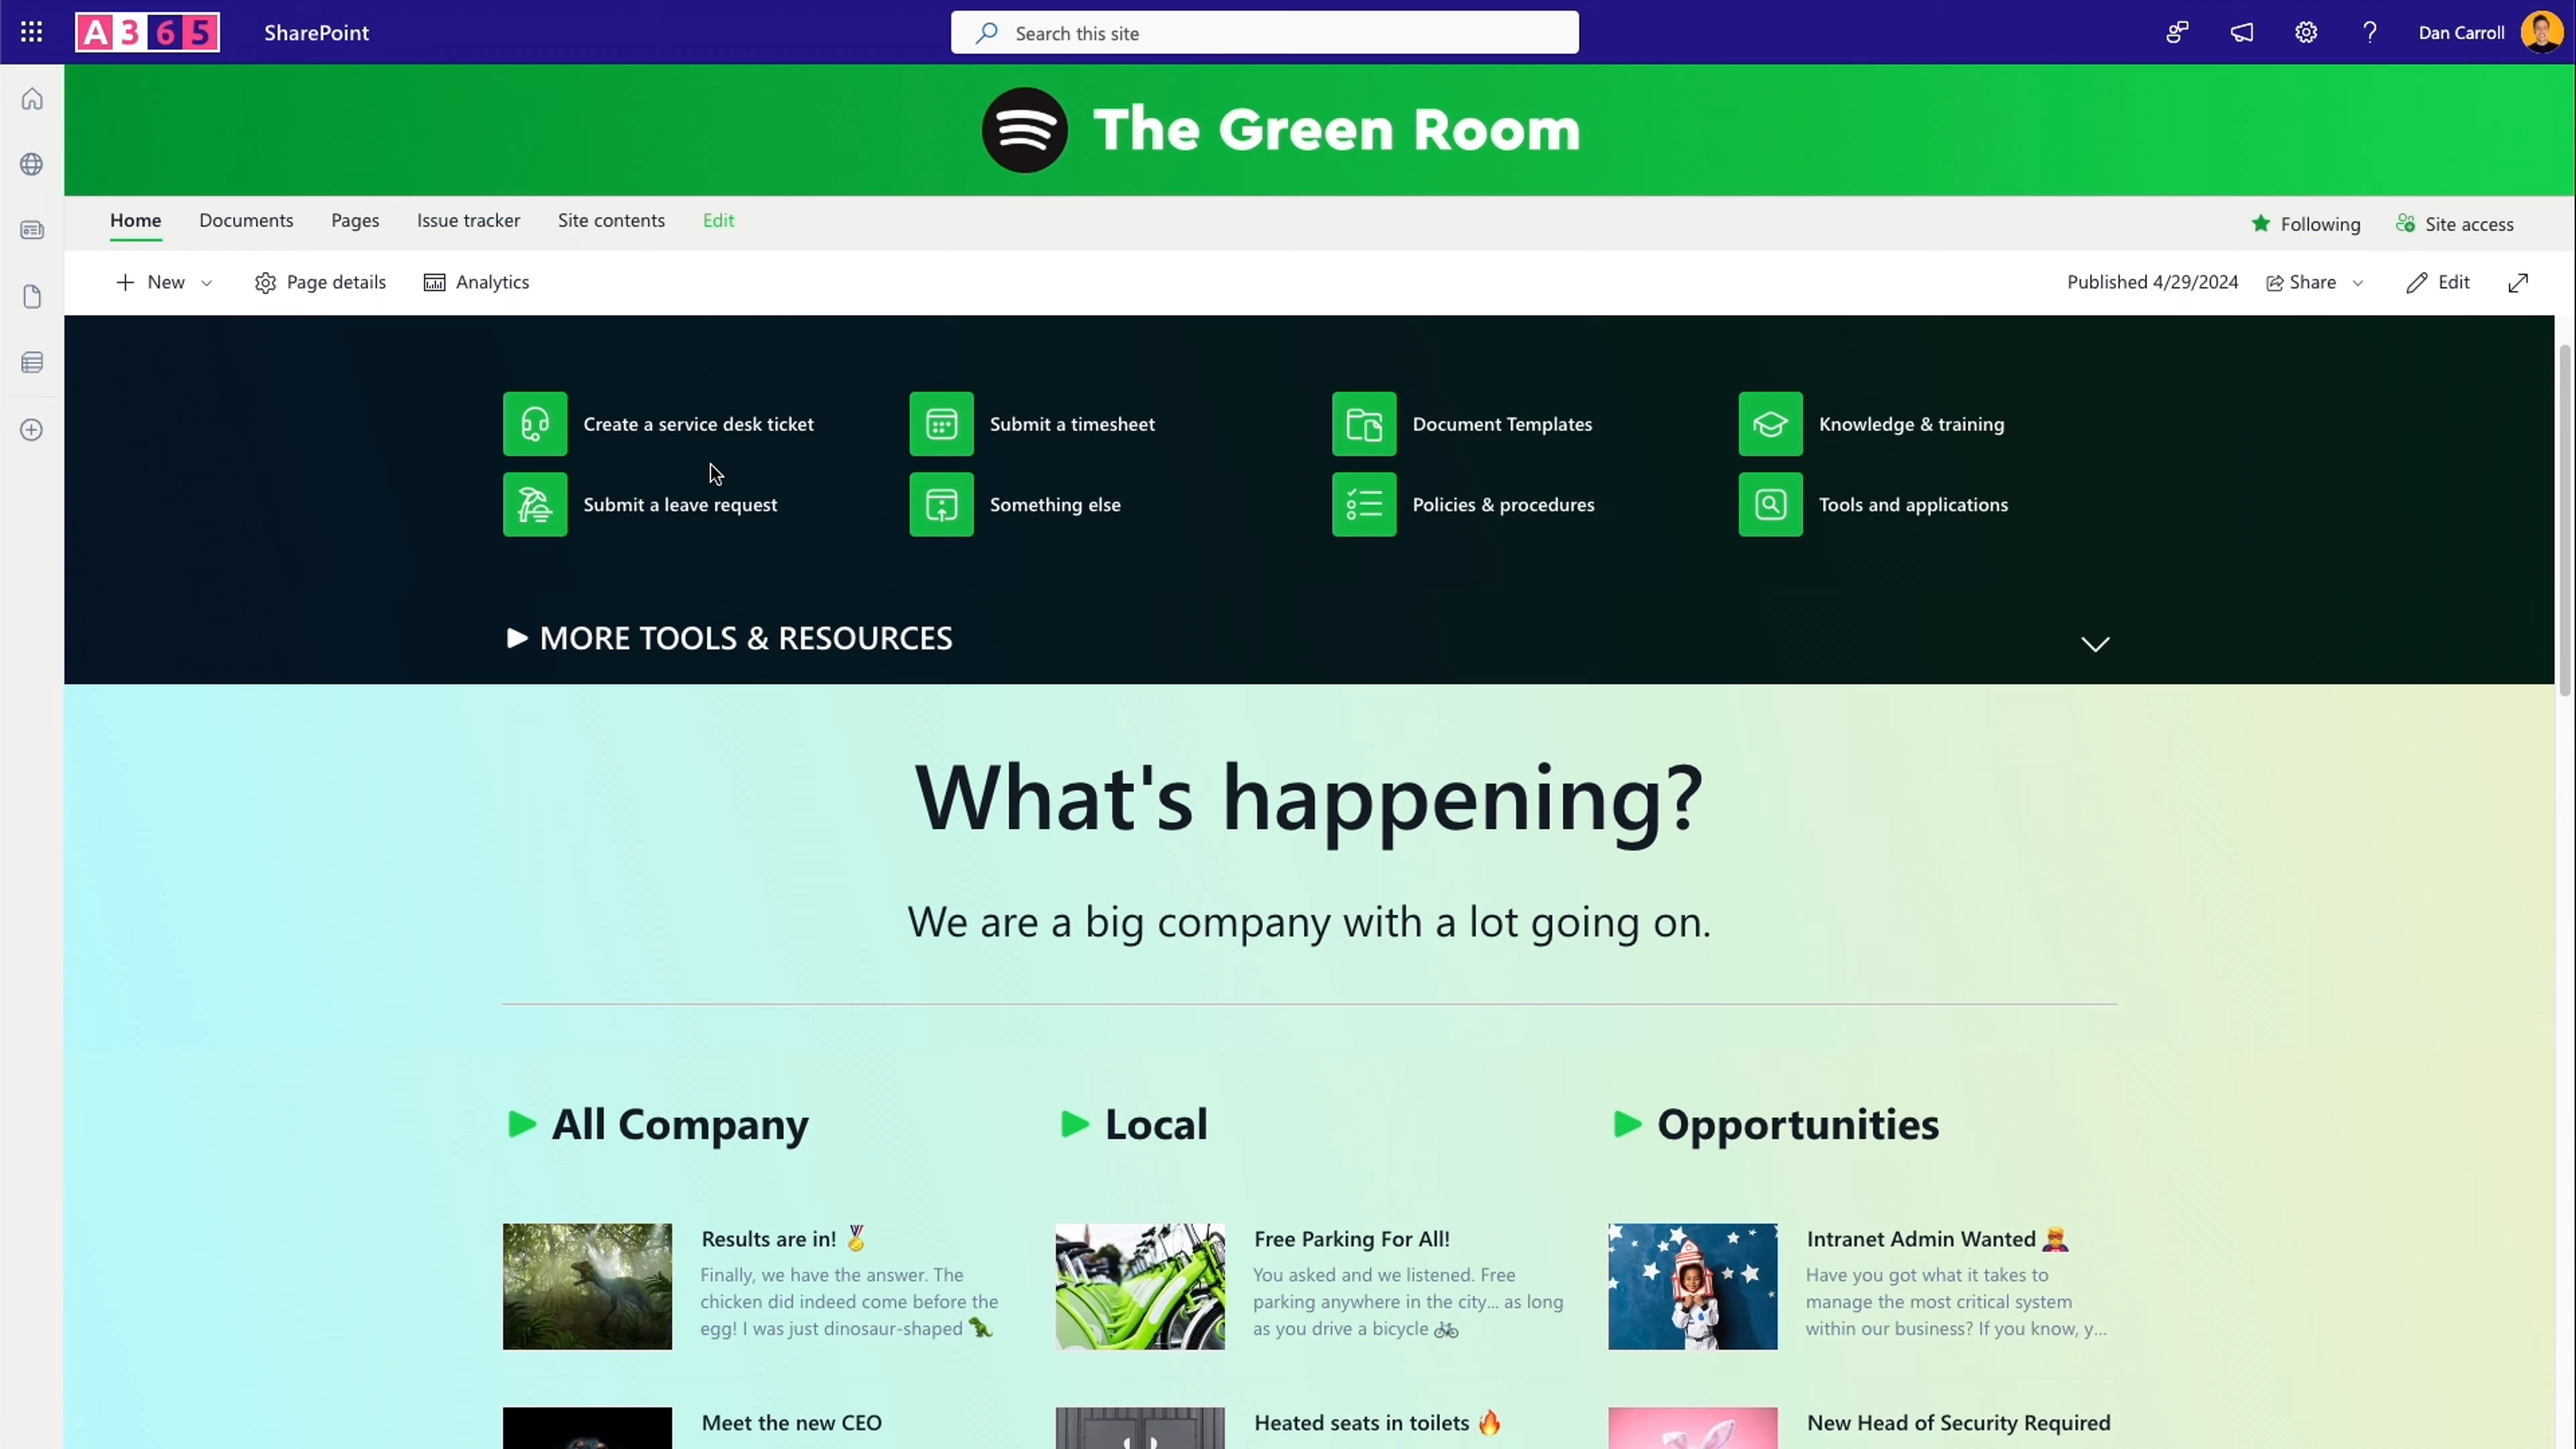 A365
SharePoint
Search this site
Dan Carroll
The Green Room
Home
Documents
Pages
Issue tracker
Site contents
Edit
Following
Site access
New
Page details
Analytics
Published 4/29/2024
Share
Edit
Create a service desk ticket
Submit a timesheet
Document Templates
Knowledge & training
Submit a leave request
Something else
Policies & procedures
Tools and applications
MORE TOOLS & RESOURCES
What's happening?
We are a big company with a lot going on.
All Company
Local
Opportunities
Results are in! 🏅
Finally, we have the answer. The
chicken did indeed come before the
egg! I was just dinosaur-shaped 🦖
Free Parking For All!
You asked and we listened. Free
parking anywhere in the city... as long
as you drive a bicycle 🚲
Intranet Admin Wanted 🦸
Have you got what it takes to
manage the most critical system
within our business? If you know, y...
Meet the new CEO
Heated seats in toilets 🔥
New Head of Security Required